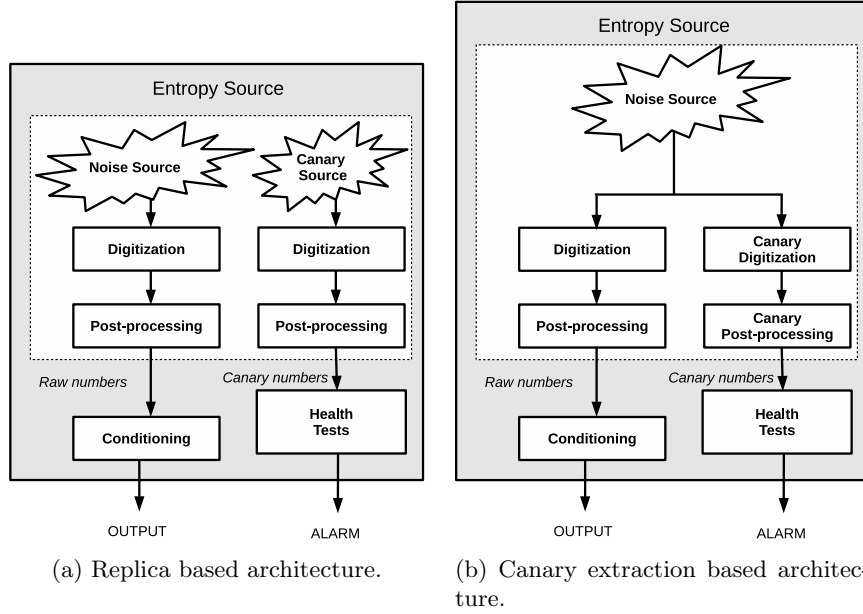 Entropy Source
Noise Source
Canary
Source
Digitization
Digitization
Post-processing
Post-processing
Raw numbers
Canary numbers
Conditioning
Health
Tests
OUTPUT
ALARM
(a) Replica based architecture.
Entropy Source
Noise Source
Digitization
Canary
Digitization
Post-processing
Canary
Post-processing
Raw numbers
Canary numbers
Conditioning
Health
Tests
OUTPUT
ALARM
(b) Canary extraction based architec-
ture.